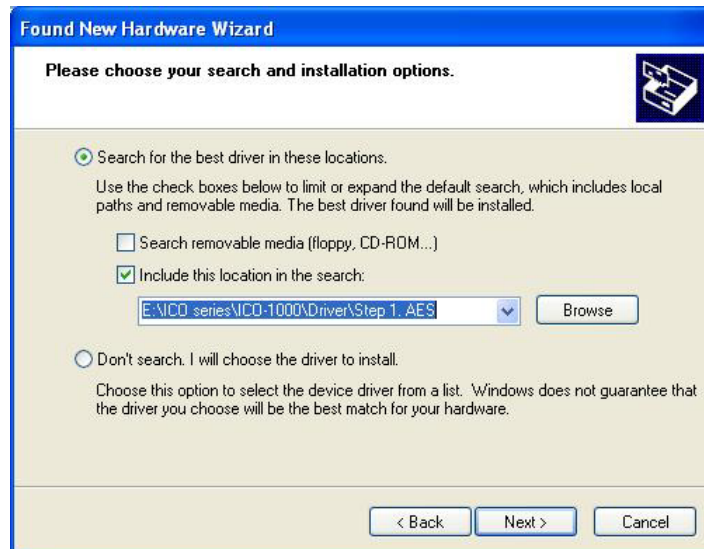 Found New Hardware Wizard
Please choose your search and installation options.
Search for the best driver in these locations.
Use the check boxes below to limit or expand the default search, which includes local
paths and removable media. The best driver found will be installed.
Search removable media (floppy, CD-ROM...)
Include this location in the search:
E:\ICO series\ICO-1000\Driver\Step 1. AES
Browse
Don't search. I will choose the driver to install.
Choose this option to select the device driver from a list. Windows does not guarantee that
the driver you choose will be the best match for your hardware.
< Back
Next >
Cancel